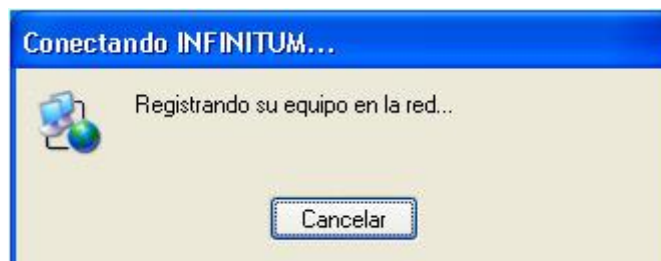 Conectando INFINITUM...
Registrando su equipo en la red...
Cancelar